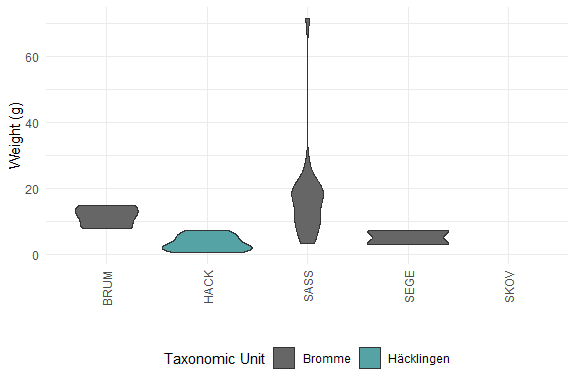 Weight (g)
60
40
20
0
BRUM
HACK
SASS
SEGE
SKOV
Taxonomic Unit Bromme Häcklingen